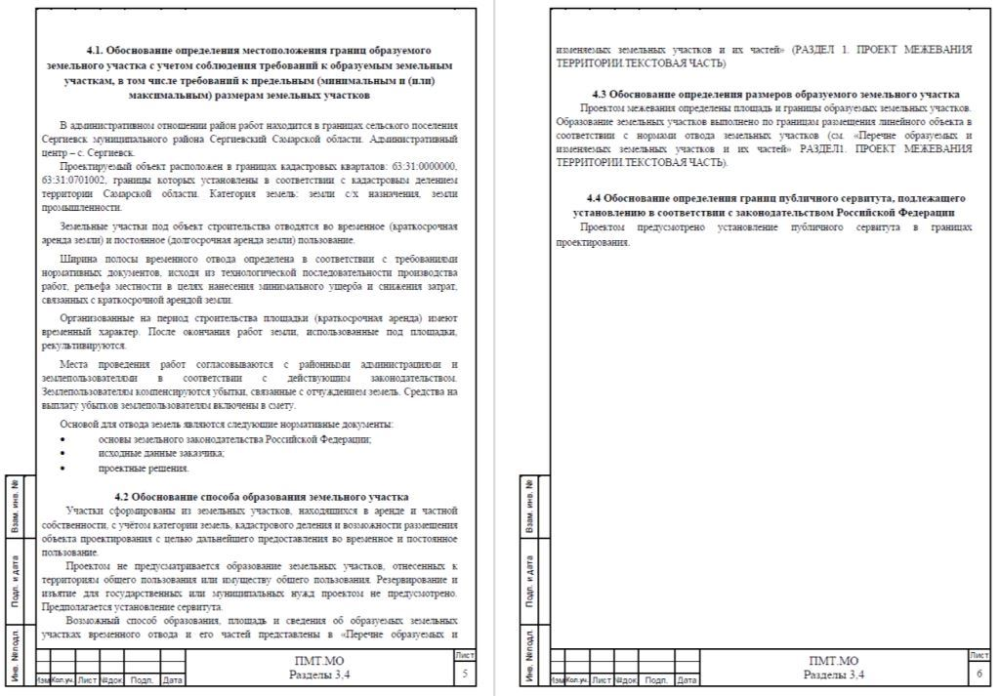 4.1. Обоснование определения местоположения границ образуемого
земельного участка с учетом соблюдения требований к образуемым земельным
участкам, в том числе требований к предельным (минимальным и (или)
максимальным) размерам земельных участков
В административном отношении район работ находится в границах сельского поселения
Сергиевск муниципального района Сергиевский Самарской области. Административный
центр – с. Сергиевск.
Проектируемый объект расположен в границах кадастровых кварталов: 63:31:0000000,
63:31:0701002, границы которых установлены в соответствии с кадастровым делением
территории Самарской области. Категория земель: земли с/х назначения, земли
промышленности.
Земельные участки под объект строительства отводятся во временное (краткосрочная
аренда земли) и постоянное (долгосрочная аренда земли) пользование.
Ширина полосы временного отвода определена в соответствии с требованиями
нормативных документов, исходя из технологической последовательности производства
работ, рельефа местности в целях нанесения минимального ущерба и снижения затрат,
связанных с краткосрочной арендой земли.
Организованные на период строительства площадки (краткосрочная аренда) имеют
временный характер. После окончания работ земли, использованные под площадки,
рекультивируются.
Места проведения работ согласовываются с районными администрациями и
землепользователями в соответствии с действующим законодательством.
Землепользователям компенсируются убытки, связанные с отчуждением земель. Средства на
выплату убытков землепользователям включены в смету.
Основой для отвода земель являются следующие нормативные документы:
• основы земельного законодательства Российской Федерации;
• исходные данные заказчика;
• проектные решения.
4.2 Обоснование способа образования земельного участка
Участки сформированы из земельных участков, находящихся в аренде и частной
собственности, с учётом категории земель, кадастрового деления и возможности размещения
объекта проектирования с целью дальнейшего предоставления во временное и постоянное
пользование.
Проектом не предусматривается образование земельных участков, отнесенных к
территориям общего пользования или имуществу общего пользования. Резервирование и
изъятие для государственных или муниципальных нужд проектом не предусмотрено.
Предполагается установление сервитута.
Возможный способ образования, площадь и сведения об образуемых земельных
участках временного отвода и его частей представлены в «Перечне образуемых и
Взам. инв. №
Подп. и дата
Инв. №подл.
Изм Кол.уч. Лист №док Подп. Дата
ПМТ.МО
Разделы 3,4
Лист
5
изменяемых земельных участков и их частей» (РАЗДЕЛ 1. ПРОЕКТ МЕЖЕВАНИЯ
ТЕРРИТОРИИ.ТЕКСТОВАЯ ЧАСТЬ)
4.3 Обоснование определения размеров образуемого земельного участка
Проектом межевания определены площадь и границы образуемых земельных участков.
Образование земельных участков выполнено по границам размещения линейного объекта в
соответствии с нормами отвода земельных участков (см. «Перечне образуемых и
изменяемых земельных участков и их частей» РАЗДЕЛ1. ПРОЕКТ МЕЖЕВАНИЯ
ТЕРРИТОРИИ.ТЕКСТОВАЯ ЧАСТЬ).
4.4 Обоснование определения границ публичного сервитута, подлежащего
установлению в соответствии с законодательством Российской Федерации
Проектом предусмотрено установление публичного сервитута в границах
проектирования.
Взам. инв. №
Подп. и дата
Инв. №подл.
Изм Кол.уч. Лист №док Подп. Дата
ПМТ.МО
Разделы 3,4
Лист
6